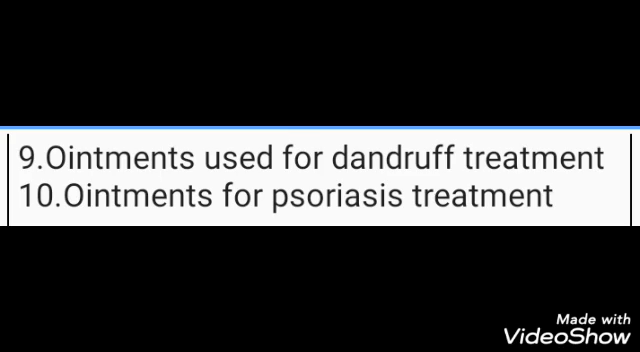 9.Ointments used for dandruff treatment
10.Ointments for psoriasis treatment
Made with
VideoShow